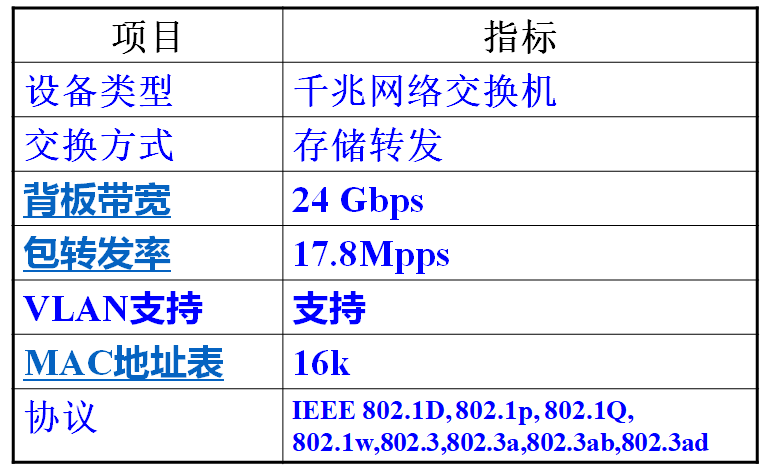 项目 指标
设备类型 千兆网络交换机
交换方式 存储转发
背板带宽 24 Gbps
包转发率 17.8Mpps
VLAN支持 支持
MAC地址表 16k
协议 IEEE 802.1D, 802.1p, 802.1Q,
802.1w,802.3,802.3a,802.3ab,802.3ad